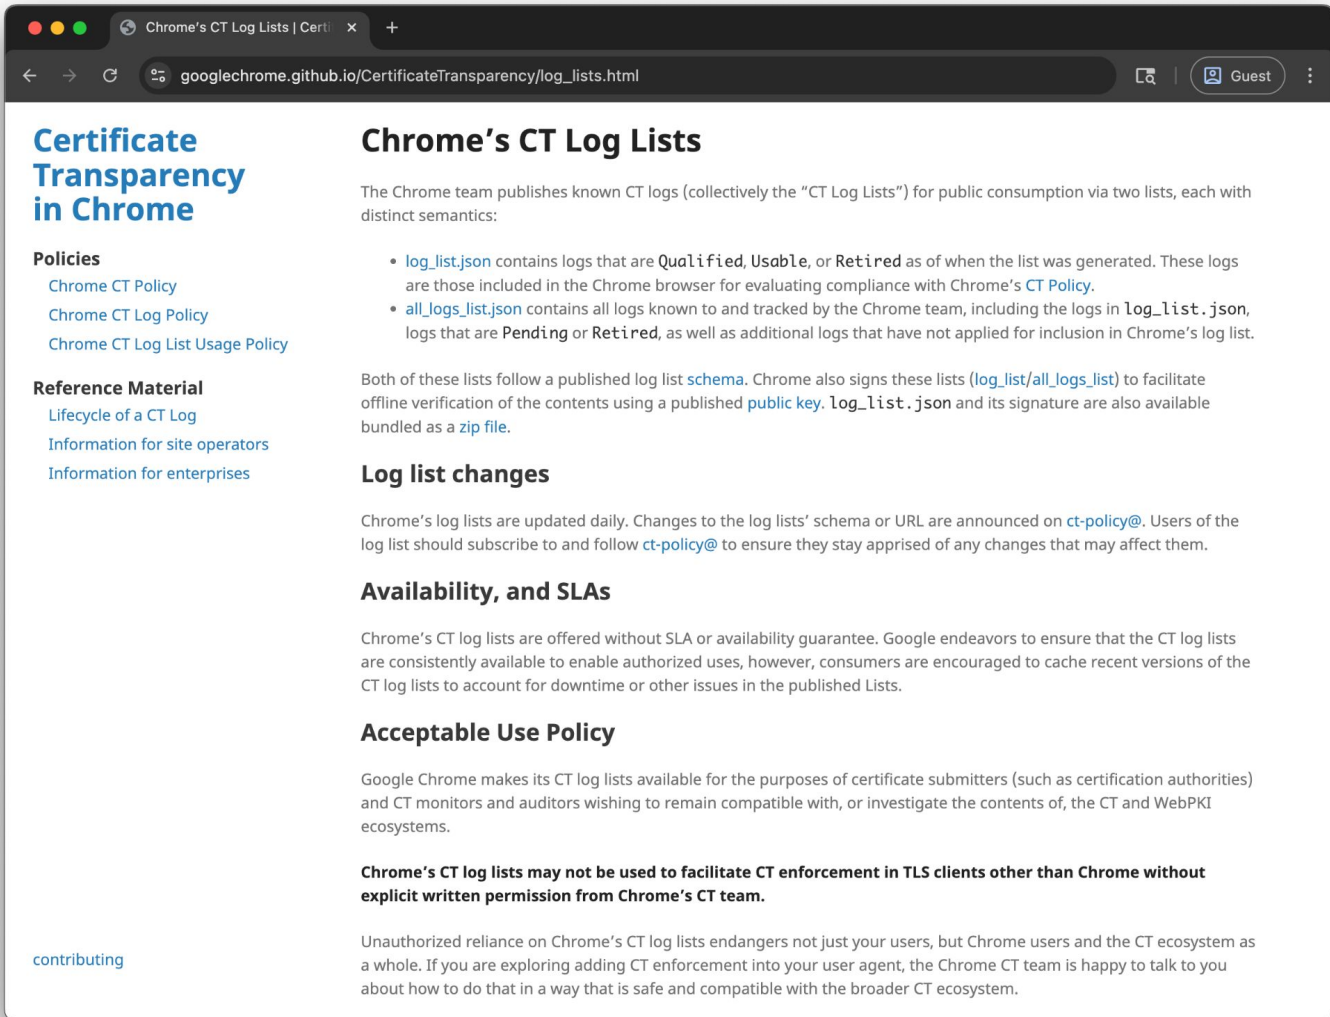 Chrome's CT Log Lists | Certi
googlechrome.github.io/CertificateTransparency/log_lists.html
Guest
Certificate
Transparency
in Chrome
Policies
Chrome CT Policy
Chrome CT Log Policy
Chrome CT Log List Usage Policy
Reference Material
Lifecycle of a CT Log
Information for site operators
Information for enterprises
contributing
Chrome’s CT Log Lists
The Chrome team publishes known CT logs (collectively the “CT Log Lists”) for public consumption via two lists, each with
distinct semantics:
• log_list.json contains logs that are Qualified, Usable, or Retired as of when the list was generated. These logs
are those included in the Chrome browser for evaluating compliance with Chrome’s CT Policy.
• all_logs_list.json contains all logs known to and tracked by the Chrome team, including the logs in log_list.json,
logs that are Pending or Retired, as well as additional logs that have not applied for inclusion in Chrome’s log list.
Both of these lists follow a published log list schema. Chrome also signs these lists (log_list/all_logs_list) to facilitate
offline verification of the contents using a published public key. log_list.json and its signature are also available
bundled as a zip file.
Log list changes
Chrome’s log lists are updated daily. Changes to the log lists’ schema or URL are announced on ct-policy@. Users of the
log list should subscribe to and follow ct-policy@ to ensure they stay apprised of any changes that may affect them.
Availability, and SLAs
Chrome’s CT log lists are offered without SLA or availability guarantee. Google endeavors to ensure that the CT log lists
are consistently available to enable authorized uses, however, consumers are encouraged to cache recent versions of the
CT log lists to account for downtime or other issues in the published Lists.
Acceptable Use Policy
Google Chrome makes its CT log lists available for the purposes of certificate submitters (such as certification authorities)
and CT monitors and auditors wishing to remain compatible with, or investigate the contents of, the CT and WebPKI
ecosystems.
Chrome’s CT log lists may not be used to facilitate CT enforcement in TLS clients other than Chrome without
explicit written permission from Chrome’s CT team.
Unauthorized reliance on Chrome’s CT log lists endangers not just your users, but Chrome users and the CT ecosystem as
a whole. If you are exploring adding CT enforcement into your user agent, the Chrome CT team is happy to talk to you
about how to do that in a way that is safe and compatible with the broader CT ecosystem.